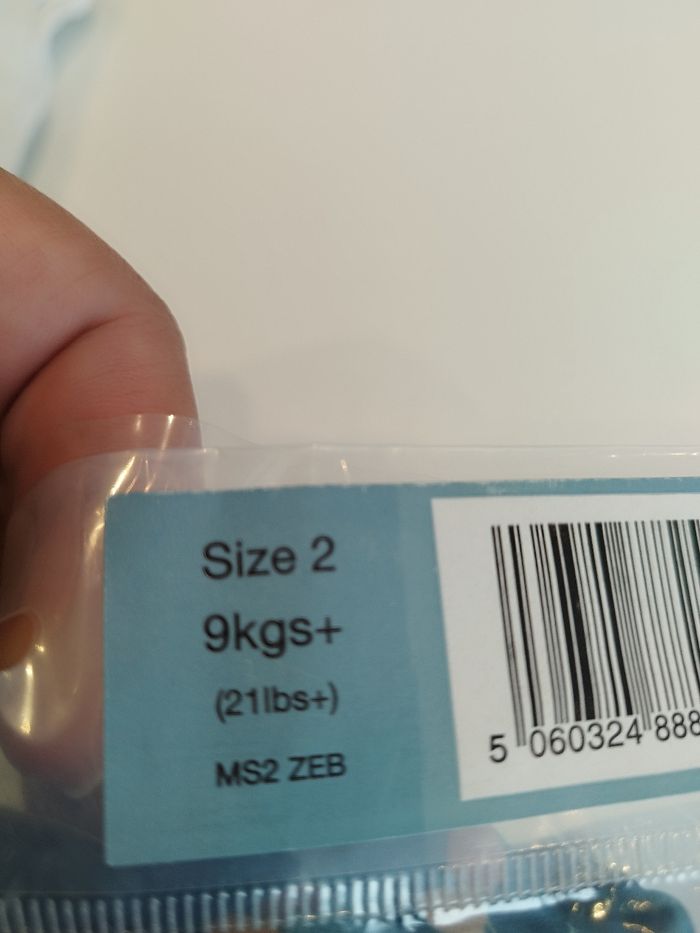 Size 2
9kgs+
(21lbs+)
MS2 ZEB
5 060324 888